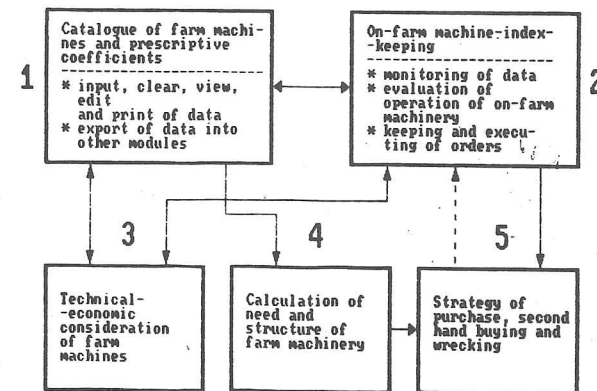 1
Catalogue of farm machi-
nes and prescriptive
coefficients
* input, clear, view,
edit
and print of data
* export of data into
other modules
On-farm machine-index-
-keeping
* monitoring of data
* evaluation of
operation of on-farm
machinery
* keeping and execu-
ting of orders
2
3
4
5
Technical-
-economic
consideration
of farm
machines
Calculation of
need and
structure of
farm machinery
Strategy of
purchase, second
hand buying and
wrecking